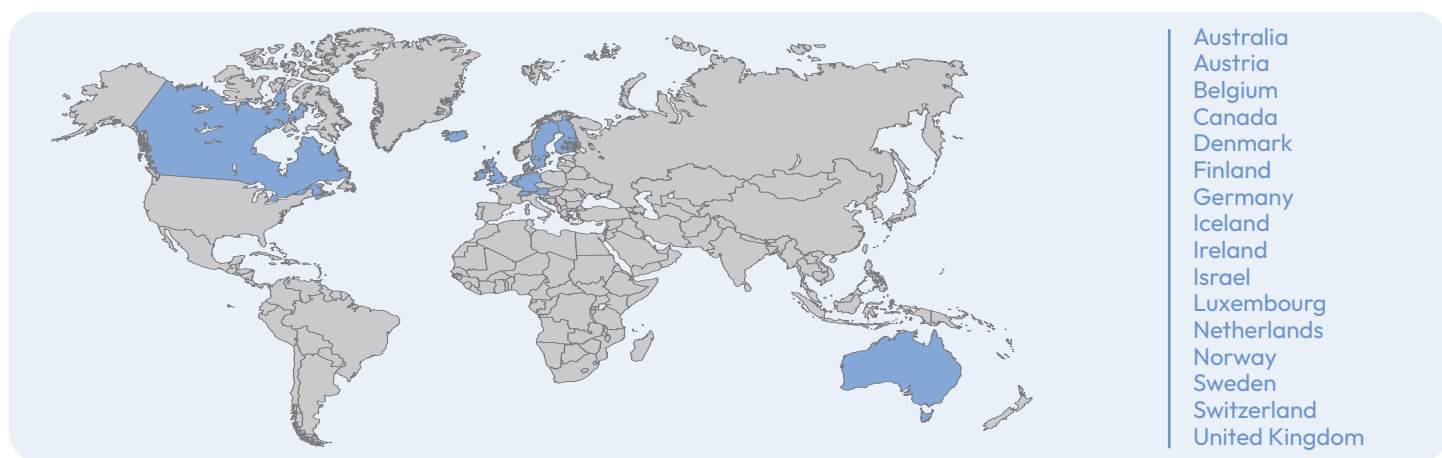 Australia
Austria
Belgium
Canada
Denmark
Finland
Germany
Iceland
Ireland
Israel
Luxembourg
Netherlands
Norway
Sweden
Switzerland
United Kingdom